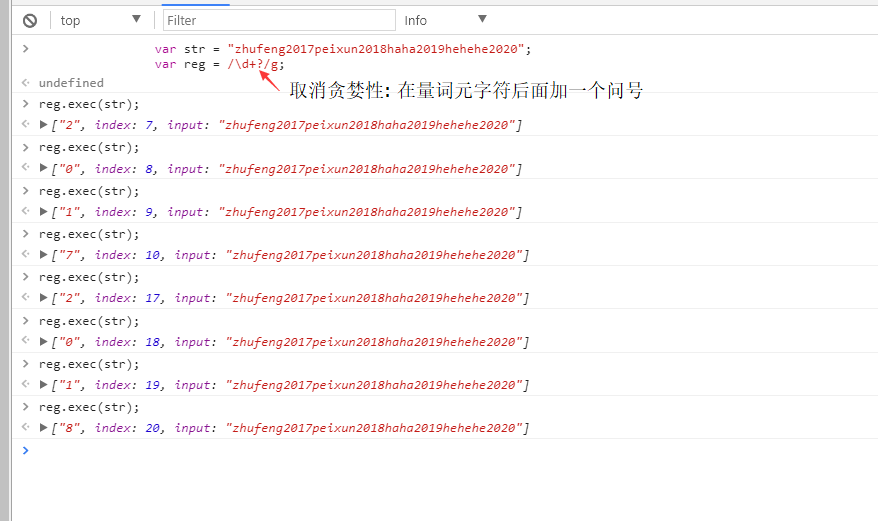 top Filter Info
var str = "zhufeng2017peixun2018haha2019hehehe2020";
var reg = /\d+?/g;
undefined
取消贪婪性: 在量词元字符后面加一个问号
reg.exec(str);
["2", index: 7, input: "zhufeng2017peixun2018haha2019hehehe2020"]
reg.exec(str);
["0", index: 8, input: "zhufeng2017peixun2018haha2019hehehe2020"]
reg.exec(str);
["1", index: 9, input: "zhufeng2017peixun2018haha2019hehehe2020"]
reg.exec(str);
["7", index: 10, input: "zhufeng2017peixun2018haha2019hehehe2020"]
reg.exec(str);
["2", index: 17, input: "zhufeng2017peixun2018haha2019hehehe2020"]
reg.exec(str);
["0", index: 18, input: "zhufeng2017peixun2018haha2019hehehe2020"]
reg.exec(str);
["1", index: 19, input: "zhufeng2017peixun2018haha2019hehehe2020"]
reg.exec(str);
["8", index: 20, input: "zhufeng2017peixun2018haha2019hehehe2020"]